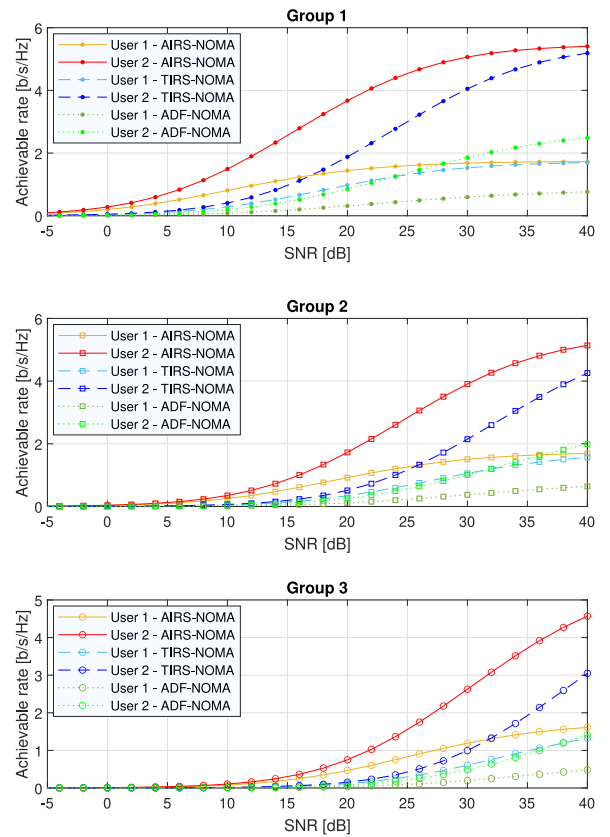 Group 1
Achievable rate [b/s/Hz]
6
4
2
0
User 1 - AIRS-NOMA
User 2 - AIRS-NOMA
User 1 - TIRS-NOMA
User 2 - TIRS-NOMA
User 1 - ADF-NOMA
User 2 - ADF-NOMA
-5 0 5 10 15 20 25 30 35 40
SNR [dB]
Group 2
Achievable rate [b/s/Hz]
6
4
2
0
User 1 - AIRS-NOMA
User 2 - AIRS-NOMA
User 1 - TIRS-NOMA
User 2 - TIRS-NOMA
User 1 - ADF-NOMA
User 2 - ADF-NOMA
-5 0 5 10 15 20 25 30 35 40
SNR [dB]
Group 3
Achievable rate [b/s/Hz]
5
4
3
2
1
0
User 1 - AIRS-NOMA
User 2 - AIRS-NOMA
User 1 - TIRS-NOMA
User 2 - TIRS-NOMA
User 1 - ADF-NOMA
User 2 - ADF-NOMA
-5 0 5 10 15 20 25 30 35 40
SNR [dB]